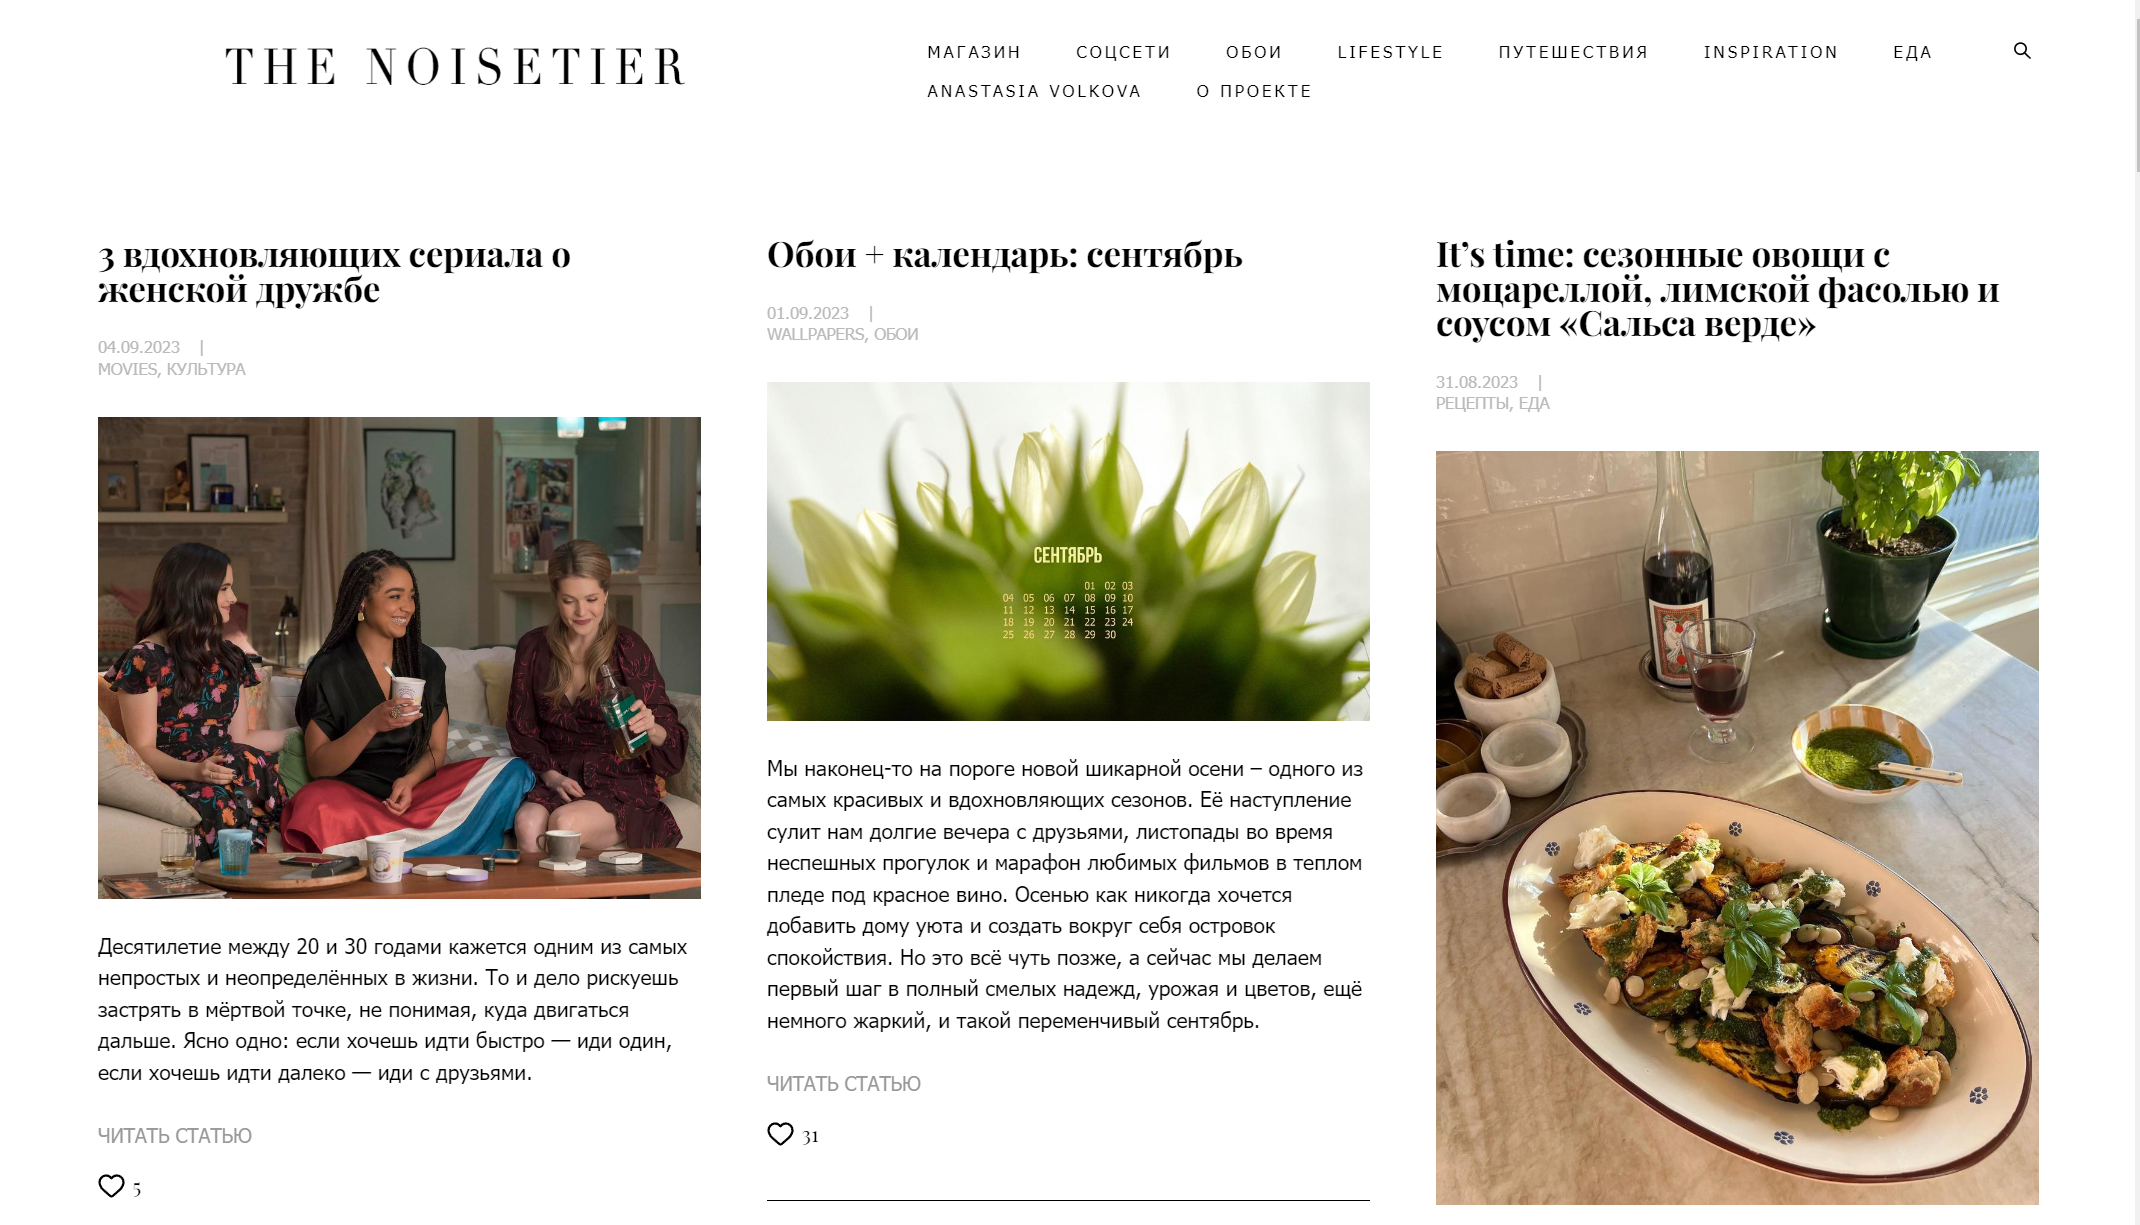 THE NOISETIER
МАГАЗИН СОЦСЕТИ ОБОИ LIFESTYLE ПУТЕШЕСТВИЯ INSPIRATION ЕДА
ANASTASIA VOLKOVA О ПРОЕКТЕ
3 вдохновляющих сериала о
женской дружбе
04.09.2023 |
MOVIES, КУЛЬТУРА
Десятилетие между 20 и 30 годами кажется одним из самых
непростых и неопределённых в жизни. То и дело рискуешь
застрять в мёртвой точке, не понимая, куда двигаться
дальше. Ясно одно: если хочешь идти быстро — иди один,
если хочешь идти далеко — иди с друзьями.
ЧИТАТЬ СТАТЬЮ
5
Обои + календарь: сентябрь
01.09.2023 |
WALLPAPERS, ОБОИ
СЕНТЯБРЬ
01 02 03
04 05 06 07 08 09 10
11 12 13 14 15 16 17
18 19 20 21 22 23 24
25 26 27 28 29 30
Мы наконец-то на пороге новой шикарной осени – одного из
самых красивых и вдохновляющих сезонов. Её наступление
сулит нам долгие вечера с друзьями, листопады во время
неспешных прогулок и марафон любимых фильмов в теплом
пледе под красное вино. Осенью как никогда хочется
добавить дому уюта и создать вокруг себя островок
спокойствия. Но это всё чуть позже, а сейчас мы делаем
первый шаг в полный смелых надежд, урожая и цветов, ещё
немного жаркий, и такой переменчивый сентябрь.
ЧИТАТЬ СТАТЬЮ
31
It’s time: сезонные овощи с
моцареллой, лимской фасолью и
соусом «Сальса верде»
31.08.2023 |
РЕЦЕПТЫ, ЕДА